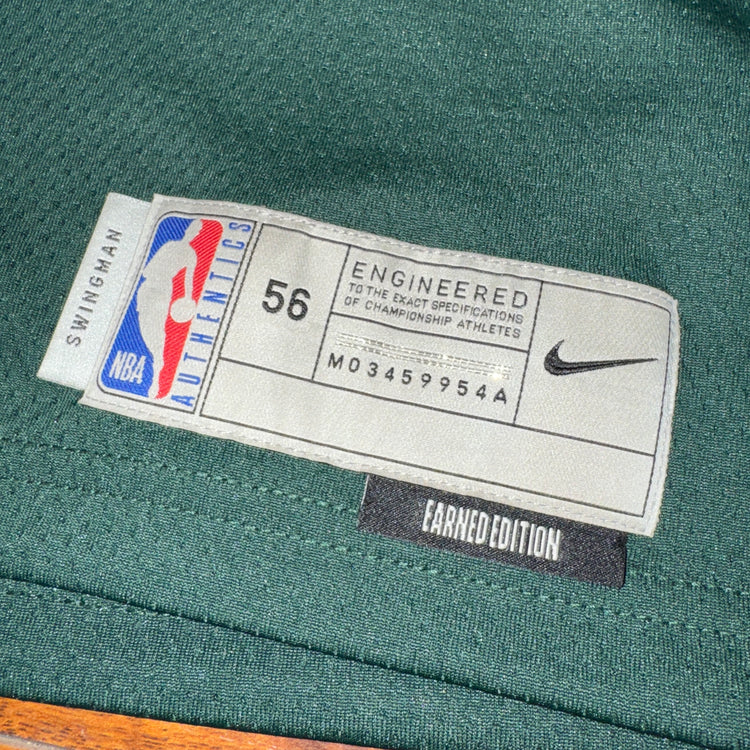 SWINGMAN
NBA
AUTHENTICS
56
ENGINEERED
TO THE EXACT SPECIFICATIONS
OF CHAMPIONSHIP ATHLETES
M03459954A
EARNED EDITION